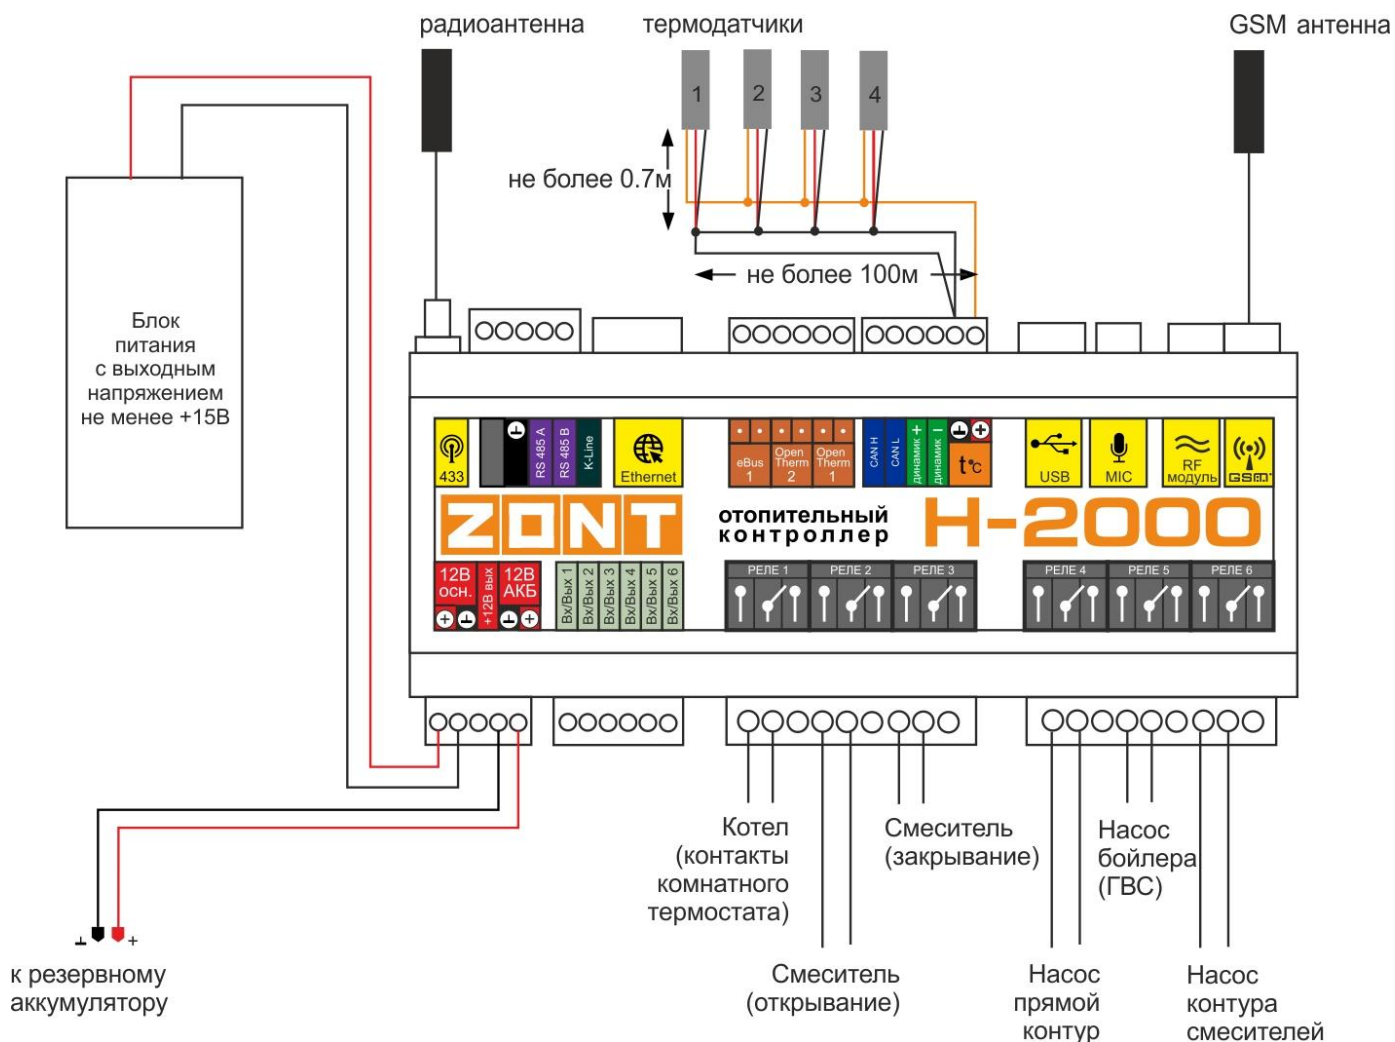 радиоантенна
термодатчики
GSM антенна
1
2
3
4
не более 0.7м
не более 100м
Блок
питания
с выходным
напряжением
не менее +15В
433
RS 485 A
RS 485 B
K-Line
Ethernet
eBus
1
Open
Therm
2
Open
Therm
1
CAN H
CAN L
динамик +
динамик –
t°C
USB
MIC
RF
модуль
GSM
ZONT
отопительный
контроллер
H-2000
12В
осн.
+12В вых
12В
АКБ
Вх/Вых 1
Вх/Вых 2
Вх/Вых 3
Вх/Вых 4
Вх/Вых 5
Вх/Вых 6
РЕЛЕ 1
РЕЛЕ 2
РЕЛЕ 3
РЕЛЕ 4
РЕЛЕ 5
РЕЛЕ 6
Котел
(контакты
комнатного
термостата)
Смеситель
(закрывание)
Насос
бойлера
(ГВС)
+
к резервному
аккумулятору
Смеситель
(открывание)
Насос
прямой
контур
Насос
контура
смесителей